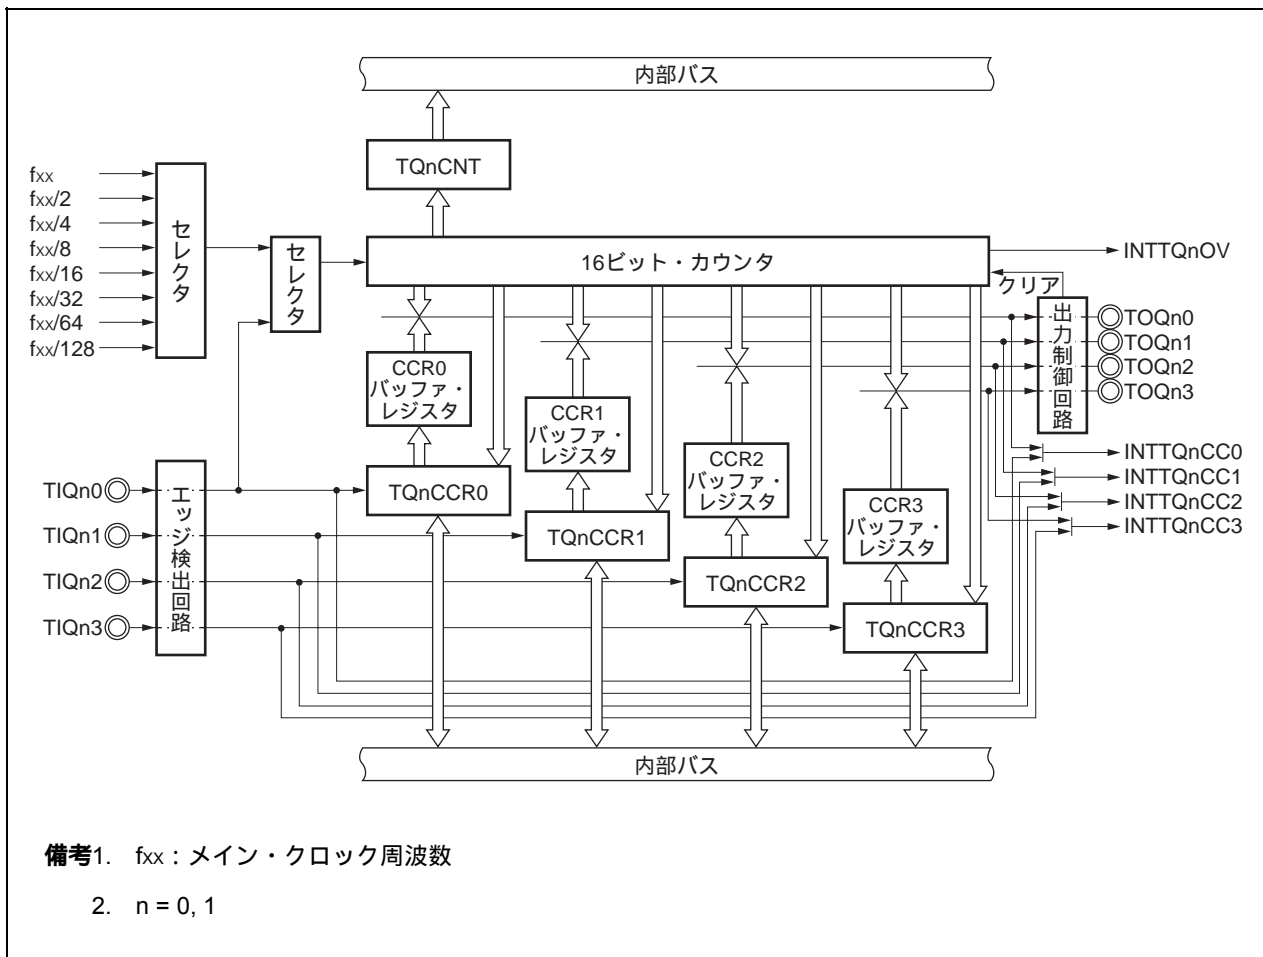 内部バス
TQnCNT
fxx
fxx/2
fxx/4
fxx/8
fxx/16
fxx/32
fxx/64
fxx/128
セレクタ
セレクタ
16ビット・カウンタ
INTTQnOV
クリア
出力制御回路
TOQn0
TOQn1
TOQn2
TOQn3
CCR0
バッファ・
レジスタ
CCR1
バッファ・
レジスタ
CCR2
バッファ・
レジスタ
CCR3
バッファ・
レジスタ
INTTQnCC0
INTTQnCC1
INTTQnCC2
INTTQnCC3
TIQn0
TIQn1
TIQn2
TIQn3
エッジ検出回路
TQnCCR0
TQnCCR1
TQnCCR2
TQnCCR3
内部バス
備考1. fxx：メイン・クロック周波数
2. n = 0, 1